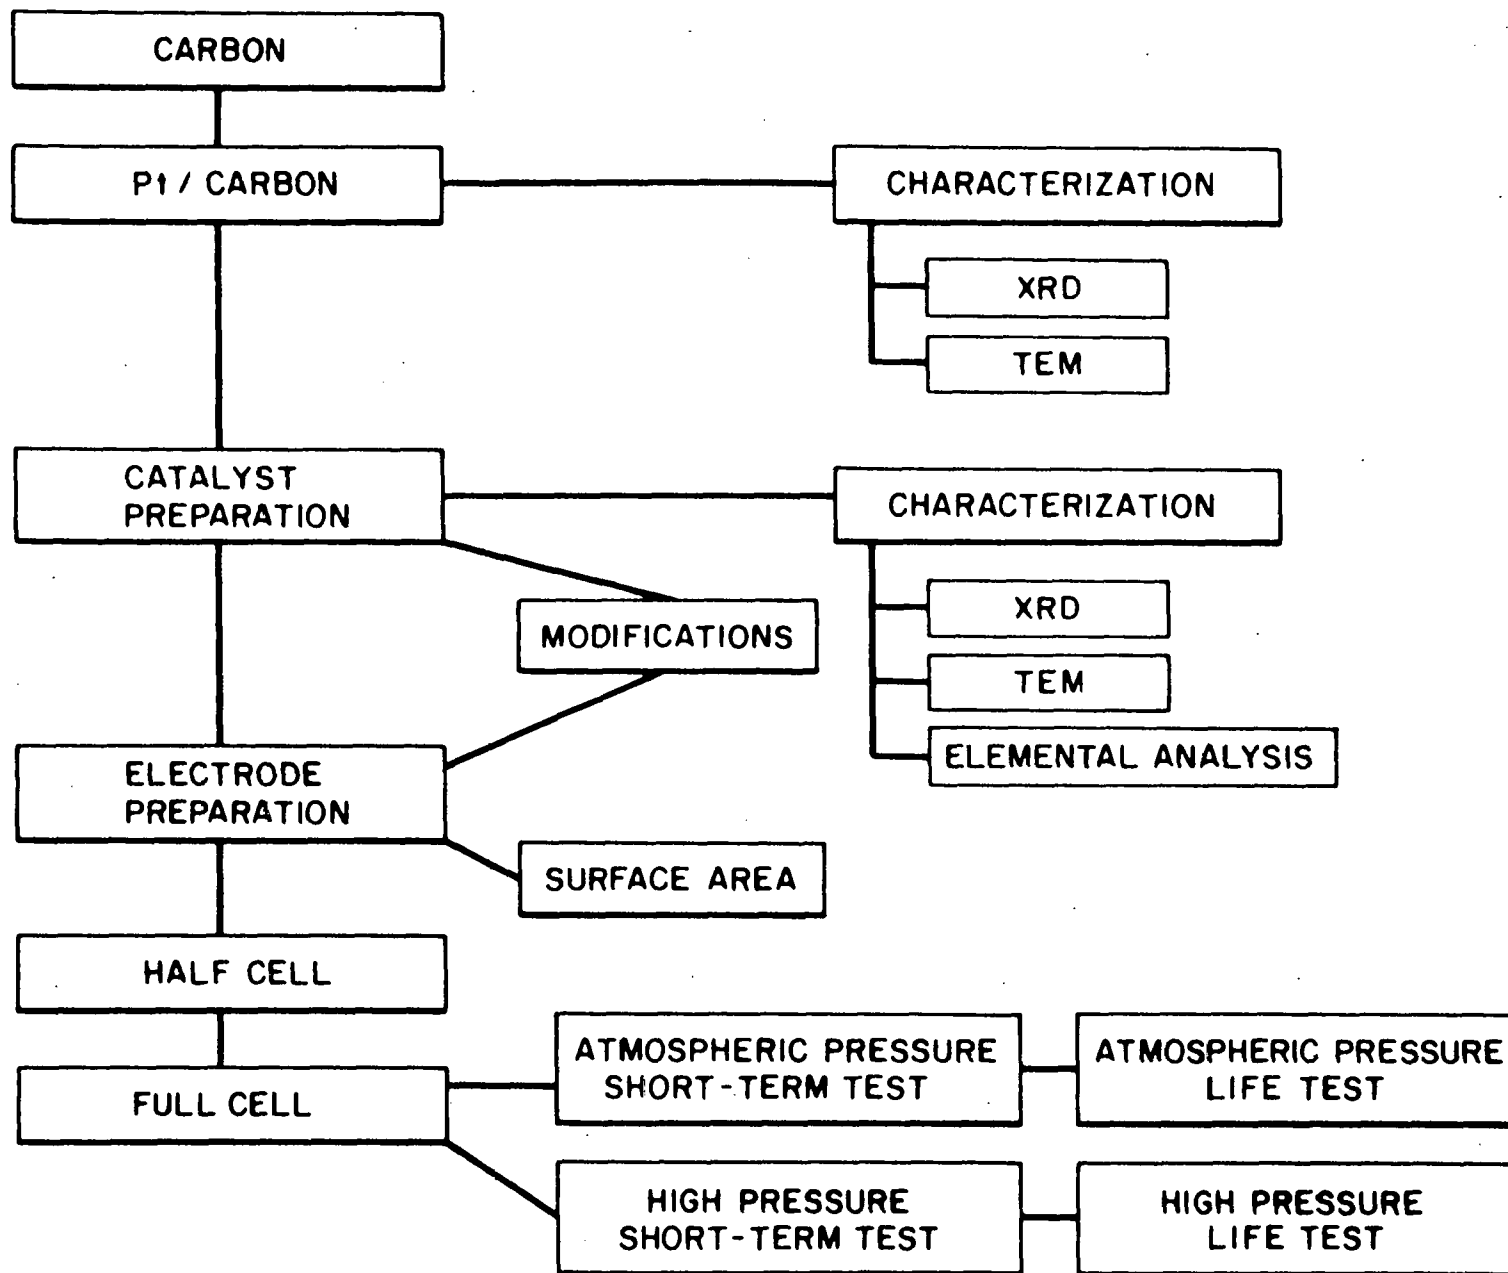 CARBON
Pt / CARBON
CHARACTERIZATION
XRD
TEM
CATALYST
PREPARATION
CHARACTERIZATION
XRD
MODIFICATIONS
TEM
ELEMENTAL ANALYSIS
ELECTRODE
PREPARATION
SURFACE AREA
HALF CELL
FULL CELL
ATMOSPHERIC PRESSURE
SHORT-TERM TEST
ATMOSPHERIC PRESSURE
LIFE TEST
HIGH PRESSURE
SHORT-TERM TEST
HIGH PRESSURE
LIFE TEST